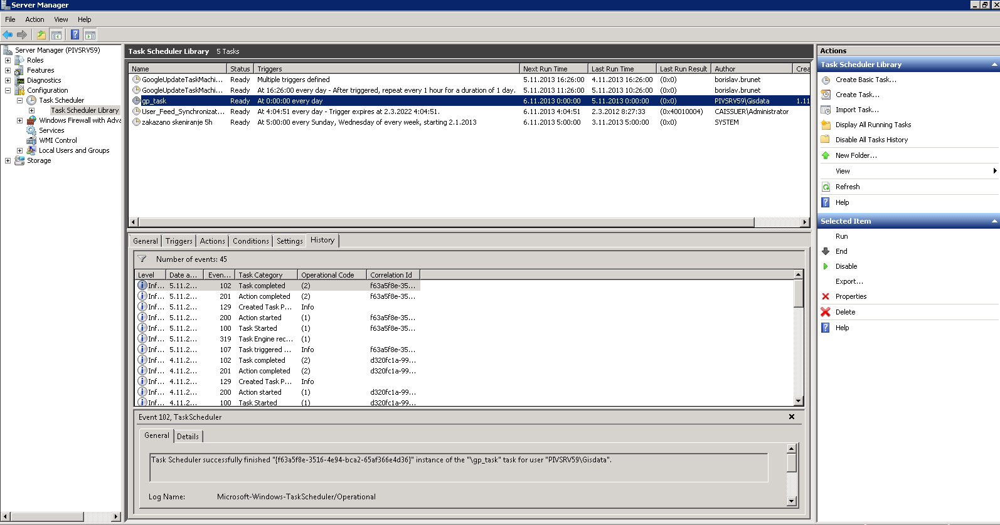 Server Manager
File Action View Help
Server Manager (PIVSRV59)
Roles
Features
Diagnostics
Configuration
Task Scheduler
Task Scheduler Library
Windows Firewall with Adva
Services
WMI Control
Local Users and Groups
Storage
Task Scheduler Library 5 Tasks
Name Status Triggers Next Run Time Last Run Time Last Run Result Author Crea
GoogleUpdateTaskMachi... Ready Multiple triggers defined 5.11.2013 16:26:00 4.11.2013 16:26:00 (0x0) borislav.brunet
GoogleUpdateTaskMachi... Ready At 16:26:00 every day - After triggered, repeat every 1 hour for a duration of 1 day. 5.11.2013 11:26:00 5.11.2013 10:26:00 (0x0) borislav.brunet
gp_task Ready At 0:00:00 every day 6.11.2013 0:00:00 5.11.2013 0:00:00 (0x0) PIVSRV59\Gisdata 1.11
User_Feed_Synchronizat... Ready At 4:04:51 every day - Trigger expires at 2.3.2022 4:04:51. 6.11.2013 4:04:51 2.3.2012 8:27:33 (0x40010004) CAISSUER\Administrator
zakazano skeniranje 5h Ready At 5:00:00 every Sunday, Wednesday of every week, starting 2.1.2013 6.11.2013 5:00:00 3.11.2013 5:00:00 (0x0) SYSTEM
General Triggers Actions Conditions Settings History
Number of events: 45
Level Date a... Even... Task Category Operational Code Correlation Id
Inf... 5.11.2... 102 Task completed (2) f63a5f8e-35...
Inf... 5.11.2... 201 Action completed (2) f63a5f8e-35...
Inf... 5.11.2... 129 Created Task P... Info
Inf... 5.11.2... 200 Action started (1) f63a5f8e-35...
Inf... 5.11.2... 100 Task Started (1) f63a5f8e-35...
Inf... 5.11.2... 319 Task Engine rec... (1)
Inf... 5.11.2... 107 Task triggered ... Info f63a5f8e-35...
Inf... 4.11.2... 102 Task completed (2) d320fc1a-99...
Inf... 4.11.2... 201 Action completed (2) d320fc1a-99...
Inf... 4.11.2... 129 Created Task P... Info
Inf... 4.11.2... 200 Action started (1) d320fc1a-99...
Inf... 4.11.2... 100 Task Started (1) d320fc1a-99...
Event 102, TaskScheduler
General Details
Task Scheduler successfully finished "{f63a5f8e-3516-4e94-bca2-65af366e4d36}" instance of the "\gp_task" task for user "PIVSRV59\Gisdata".
Log Name: Microsoft-Windows-TaskScheduler/Operational
Actions
Task Scheduler Library
Create Basic Task...
Create Task...
Import Task...
Display All Running Tasks
Disable All Tasks History
New Folder...
View
Refresh
Help
Selected Item
Run
End
Disable
Export...
Properties
Delete
Help